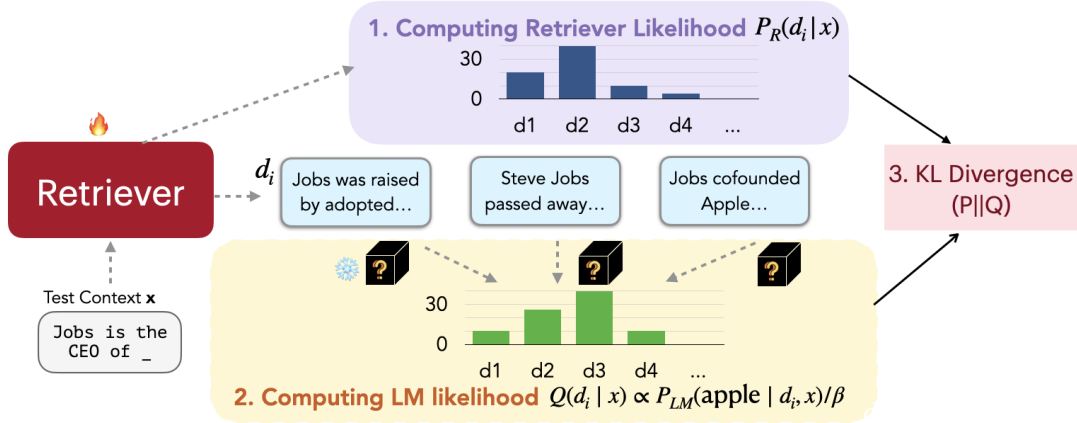 1. Computing Retriever Likelihood P_R(d_i|x)
30
0
d1 d2 d3 d4 ...
Retriever
d_i
Jobs was raised
by adopted...
Steve Jobs
passed away...
Jobs cofounded
Apple...
3. KL Divergence
(P||Q)
Test Context x
Jobs is the
CEO of _
?
?
?
30
0
d1 d2 d3 d4 ...
2. Computing LM likelihood Q(d_i | x) ∝ P_LM(apple | d_i, x)/β